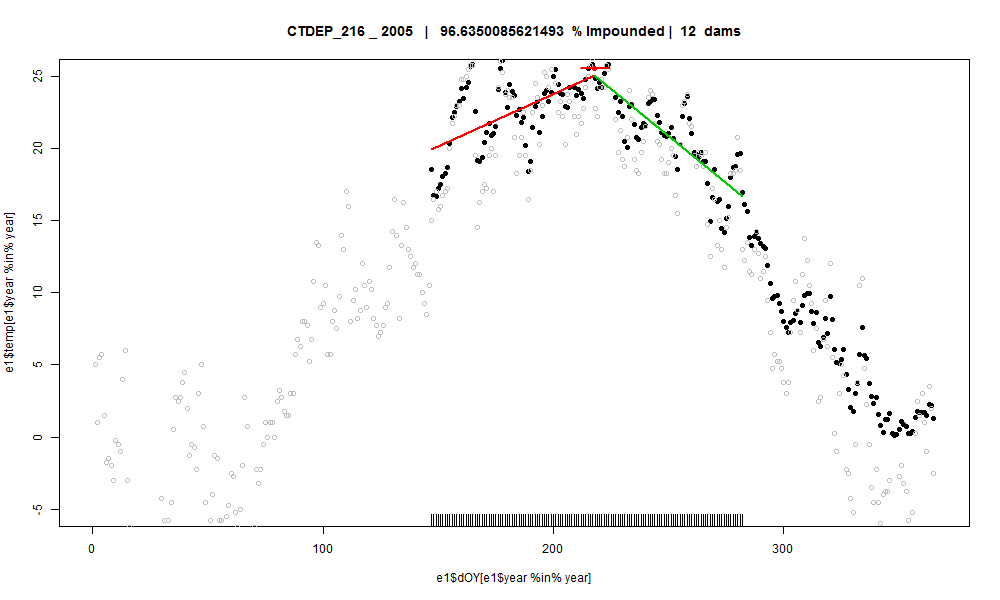 CTDEP_216 _ 2005 | 96.6350085621493 % Impounded | 12 dams
e1$temp[e1$year %in% year]
25
20
15
10
5
0
-5
0 100 200 300
e1$dOY[e1$year %in% year]